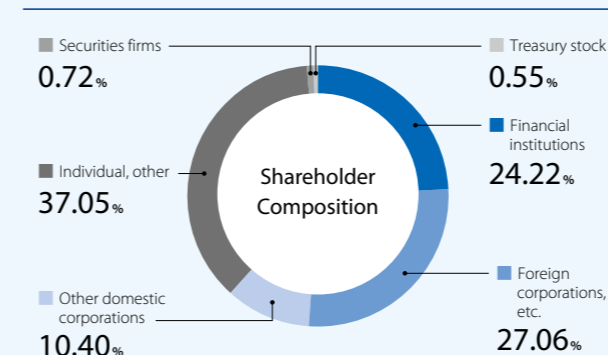 Securities firms
0.72%
Treasury stock
0.55%
Financial
institutions
24.22%
Individual, other
37.05%
Shareholder
Composition
Foreign
corporations,
etc.
27.06%
Other domestic
corporations
10.40%